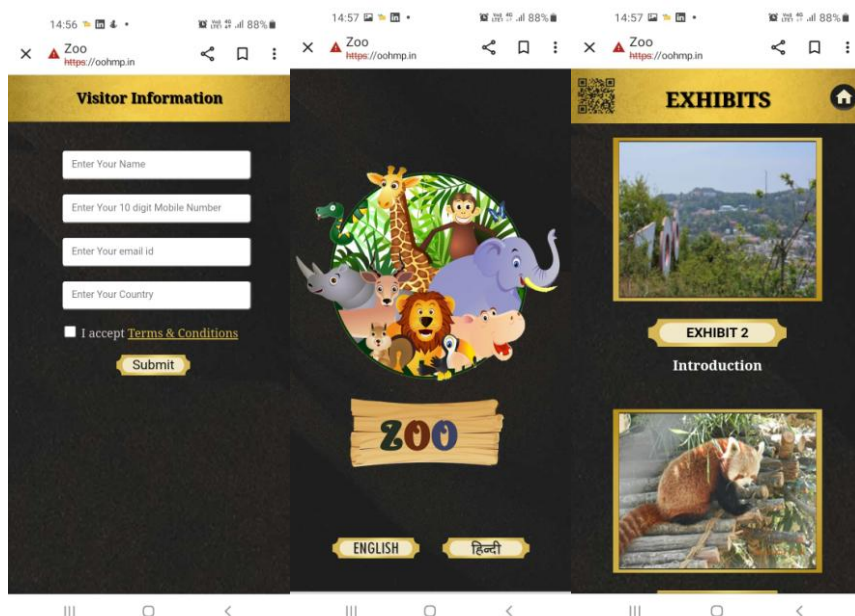 14:56
88%
Zoo
https://oohmp.in
Visitor Information
Enter Your Name
Enter Your 10 digit Mobile Number
Enter Your email id
Enter Your Country
I accept Terms & Conditions
Submit
14:57
88%
Zoo
https://oohmp.in
ZOO
ENGLISH
हिन्दी
14:57
88%
Zoo
https://oohmp.in
EXHIBITS
EXHIBIT 2
Introduction